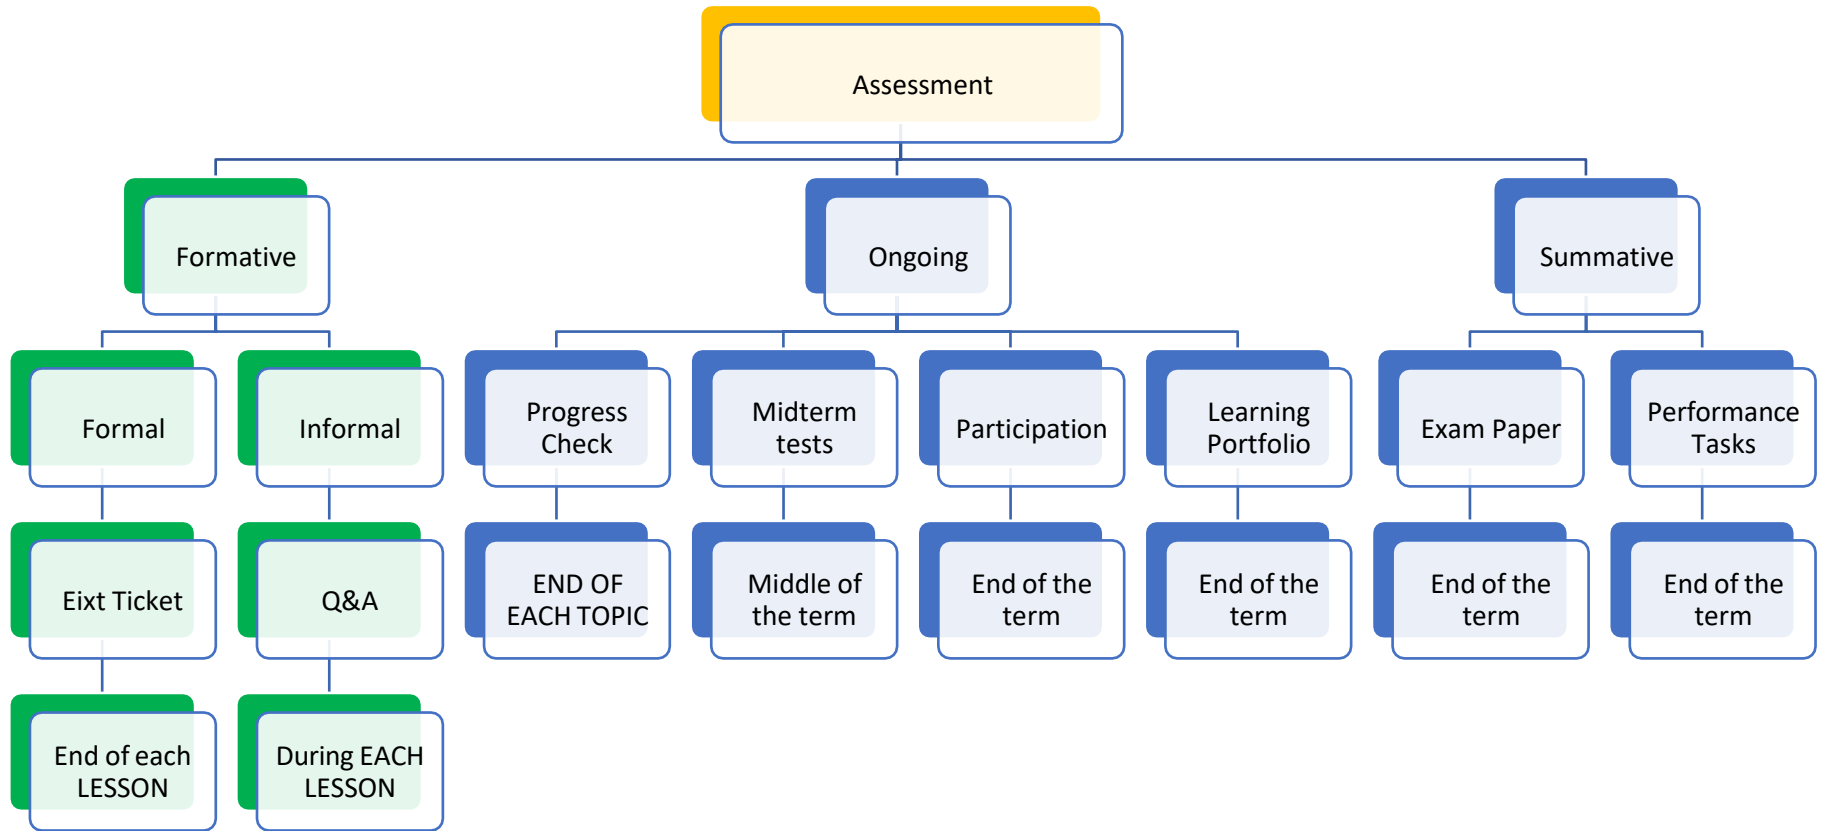 Assessment
Formative
Ongoing
Summative
Formal
Informal
Progress
Check
Midterm
tests
Participation
Learning
Portfolio
Exam Paper
Performance
Tasks
Eixt Ticket
Q&A
END OF
EACH TOPIC
Middle of
the term
End of the
term
End of the
term
End of the
term
End of the
term
End of each
LESSON
During EACH
LESSON